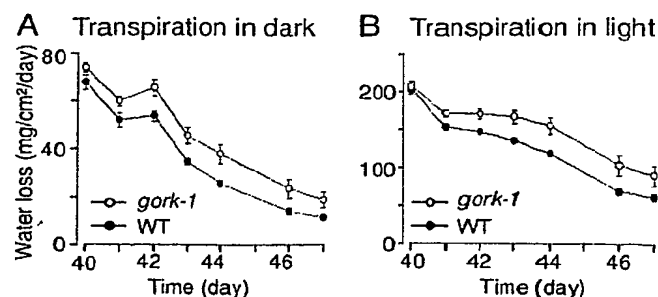 A Transpiration in dark
Water loss (mg/cm²/day)
80
40
0
gork-1
WT
40 42 44 46
Time (day)
B Transpiration in light
200
100
0
gork-1
WT
40 42 44 46
Time (day)